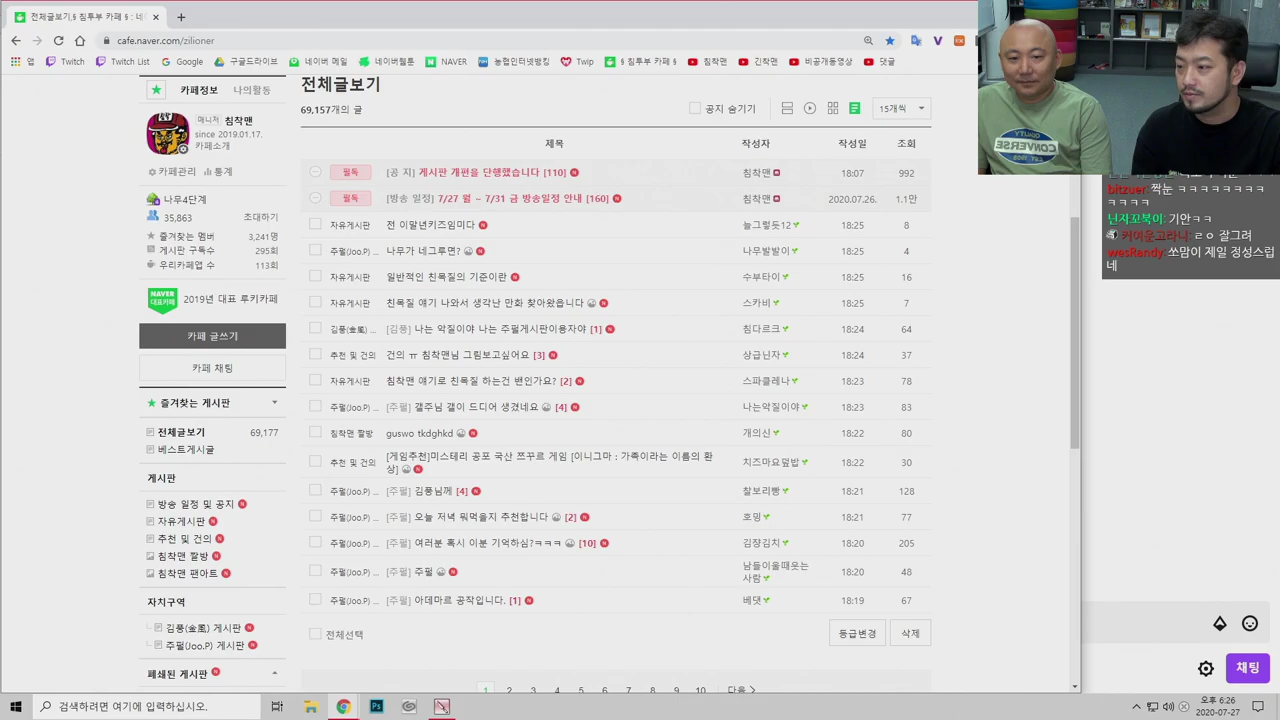 전체글보기 § 침투부 카페 § : 네
cafe.naver.com/zilioner
앱
Twitch
Twitch List
Google
구글드라이브
네이버 메일
네이버웹툰
NAVER
농협인터넷뱅킹
Twip
§ 침투부 카페 §
침착맨
긴착맨
비공개동영상
댓글
카페정보
나의활동
매니저 침착맨
since 2019.01.17.
카페소개
카페관리
통계
나무4단계
35,863
초대하기
즐겨찾는 멤버 3,241명
게시판 구독수 295회
우리카페앱 수 113회
NAVER
대표카페
2019년 대표 루키카페
카페 글쓰기
카페 채팅
즐겨찾는 게시판
전체글보기 69,177
베스트게시글
게시판
방송 일정 및 공지 N
자유게시판 N
추천 및 건의 N
침착맨 짤방 N
침착맨 팬아트 N
자치구역
김풍(金風) 게시판 N
주펄(Joo.P) 게시판 N
폐쇄된 게시판 N
전체글보기
69,157개의 글
공지 숨기기
15개씩
제목 작성자 작성일 조회
필독 [공 지] 게시판 개편을 단행했습니다 [110] N 침착맨 18:07 992
필독 [방송 일정] 7/27 월 ~ 7/31 금 방송일정 안내 [160] N 침착맨 2020.07.26. 1.1만
자유게시판 전 이말년키즈임미다 N 늘그렇듯12 18:25 8
주펄(Joo.P) ... 나무가 네그루면? N 나무발발이 18:25 4
자유게시판 일반적인 친목질의 기준이란 N 수부타이 18:25 16
자유게시판 친목질 얘기 나와서 생각난 만화 찾아왔읍니다 N 스카비 18:25 7
김풍(金風) ... [김풍] 나는 악질이야 나는 주펄게시판이용자야 [1] N 침다르크 18:24 64
추천 및 건의 건의 ㅠ 침착맨님 그림보고싶어요 [3] N 상급닌자 18:24 37
자유게시판 침착맨 얘기로 친목질 하는건 밴인가요? [2] N 스파클레나 18:23 78
주펄(Joo.P) ... [주펄] 갤주님 갤이 드디어 생겼네요 [4] N 나는악질이야 18:23 83
침착맨 짤방 guswo tkdghkd N 개의신 18:22 80
추천 및 건의 [게임추천]미스테리 공포 국산 쯔꾸르 게임 [이니그마 ; 가족이라는 이름의 환
상] N 치즈마요덮밥 18:22 30
주펄(Joo.P) ... [주펄] 김풍님께 [4] N 찰보리빵 18:21 128
주펄(Joo.P) ... [주펄] 오늘 저녁 뭐먹을지 추천합니다 [2] N 호밍 18:21 77
주펄(Joo.P) ... [주펄] 여러분 혹시 이분 기억하심?ㅋㅋㅋ [10] N 김쟝김치 18:20 205
주펄(Joo.P) ... [주펄] 주펄 N 남들이울때웃는
사람 18:20 48
주펄(Joo.P) ... [주펄] 아데마르 공작입니다. [1] N 베댓 18:19 67
전체선택
등급변경
삭제
1 2 3 4 5 6 7 8 9 10 다음 >
CONVERSE
bitzuer: 짝눈 ㅋㅋㅋㅋㅋㅋㅋㅋ
ㅋㅋㅋㅋ
닌자꼬북이: 기안ㅋㅋ
커여운고라니: ㄹㅇ 잘그려
wesRandy: 쏘맘이 제일 정성스럽
네
채팅
검색하려면 여기에 입력하십시오.
Ps
오후 6:26
2020-07-27